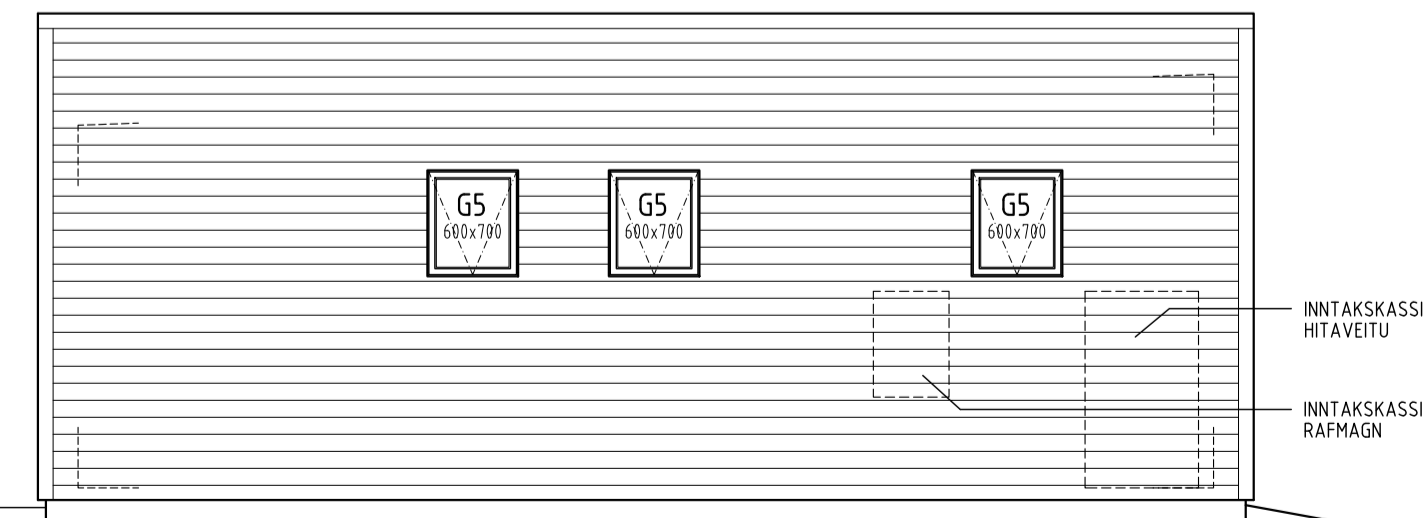 G5
600x700
G5
600x700
G5
600x700
INNTAKSKASSI
HITAVEITU
INNTAKSKASSI
RAFMAGN